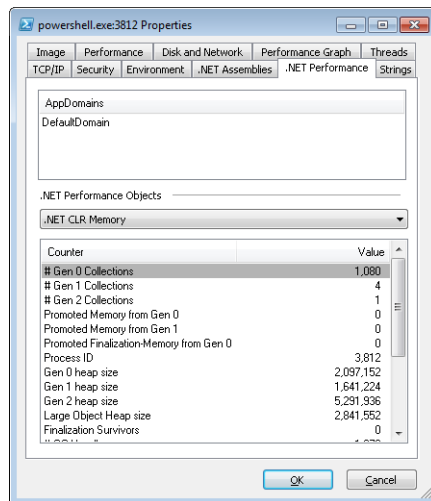 powershell.exe:3812 Properties
Image Performance Disk and Network Performance Graph Threads
TCP/IP Security Environment .NET Assemblies .NET Performance Strings
AppDomains
DefaultDomain
.NET Performance Objects
.NET CLR Memory
Counter Value
# Gen 0 Collections 1,080
# Gen 1 Collections 4
# Gen 2 Collections 1
Promoted Memory from Gen 0 0
Promoted Memory from Gen 1 0
Promoted Finalization-Memory from Gen 0 0
Process ID 3,812
Gen 0 heap size 2,097,152
Gen 1 heap size 1,641,224
Gen 2 heap size 5,291,936
Large Object Heap size 2,841,552
Finalization Survivors 0
OK Cancel